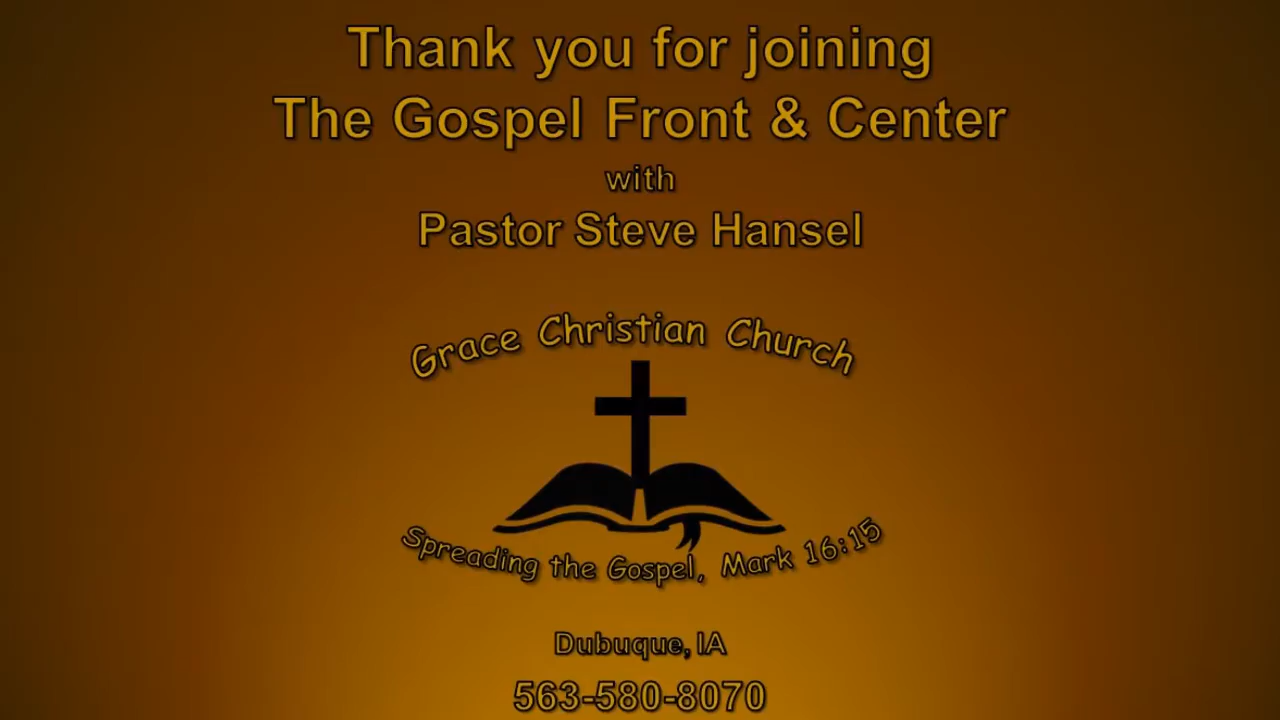 Thank you for joining
The Gospel Front & Center
with
Pastor Steve Hansel
Grace Christian Church
Spreading the Gospel, Mark 16:15
Dubuque, IA
563-580-8070